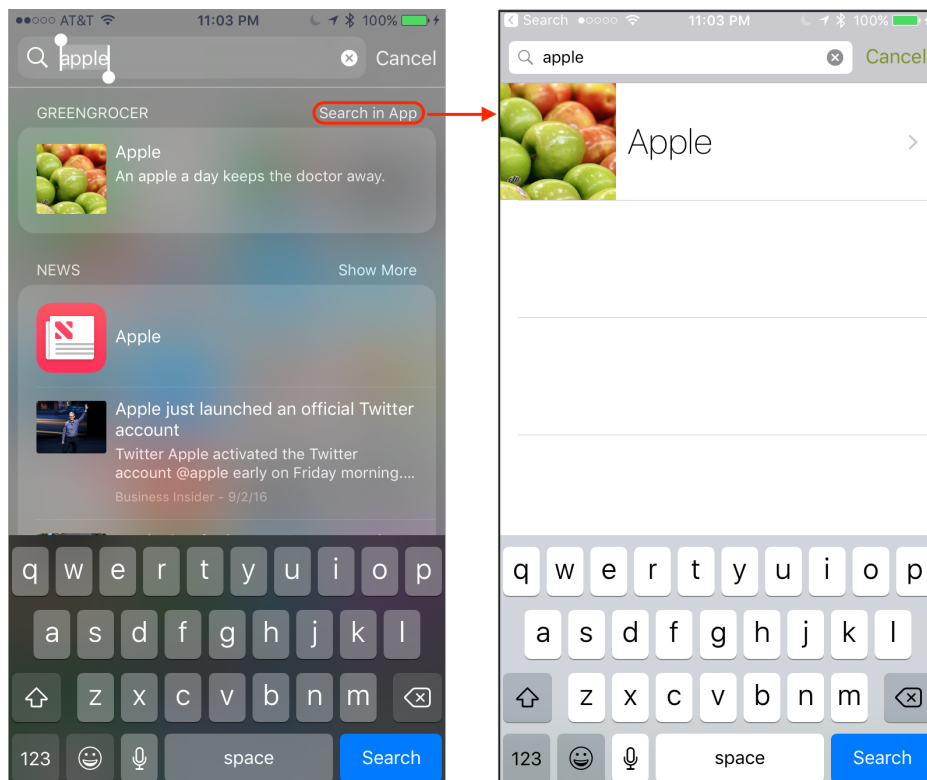 AT&T 11:03 PM 100%
apple Cancel
GREENGROCER Search in App
Apple
An apple a day keeps the doctor away.
NEWS Show More
Apple
Apple just launched an official Twitter
account
Twitter Apple activated the Twitter
account @apple early on Friday morning....
Business Insider - 9/2/16
q w e r t y u i o p
a s d f g h j k l
z x c v b n m
123 space Search
Search 11:03 PM 100%
apple Cancel
Apple
q w e r t y u i o p
a s d f g h j k l
z x c v b n m
123 space Search